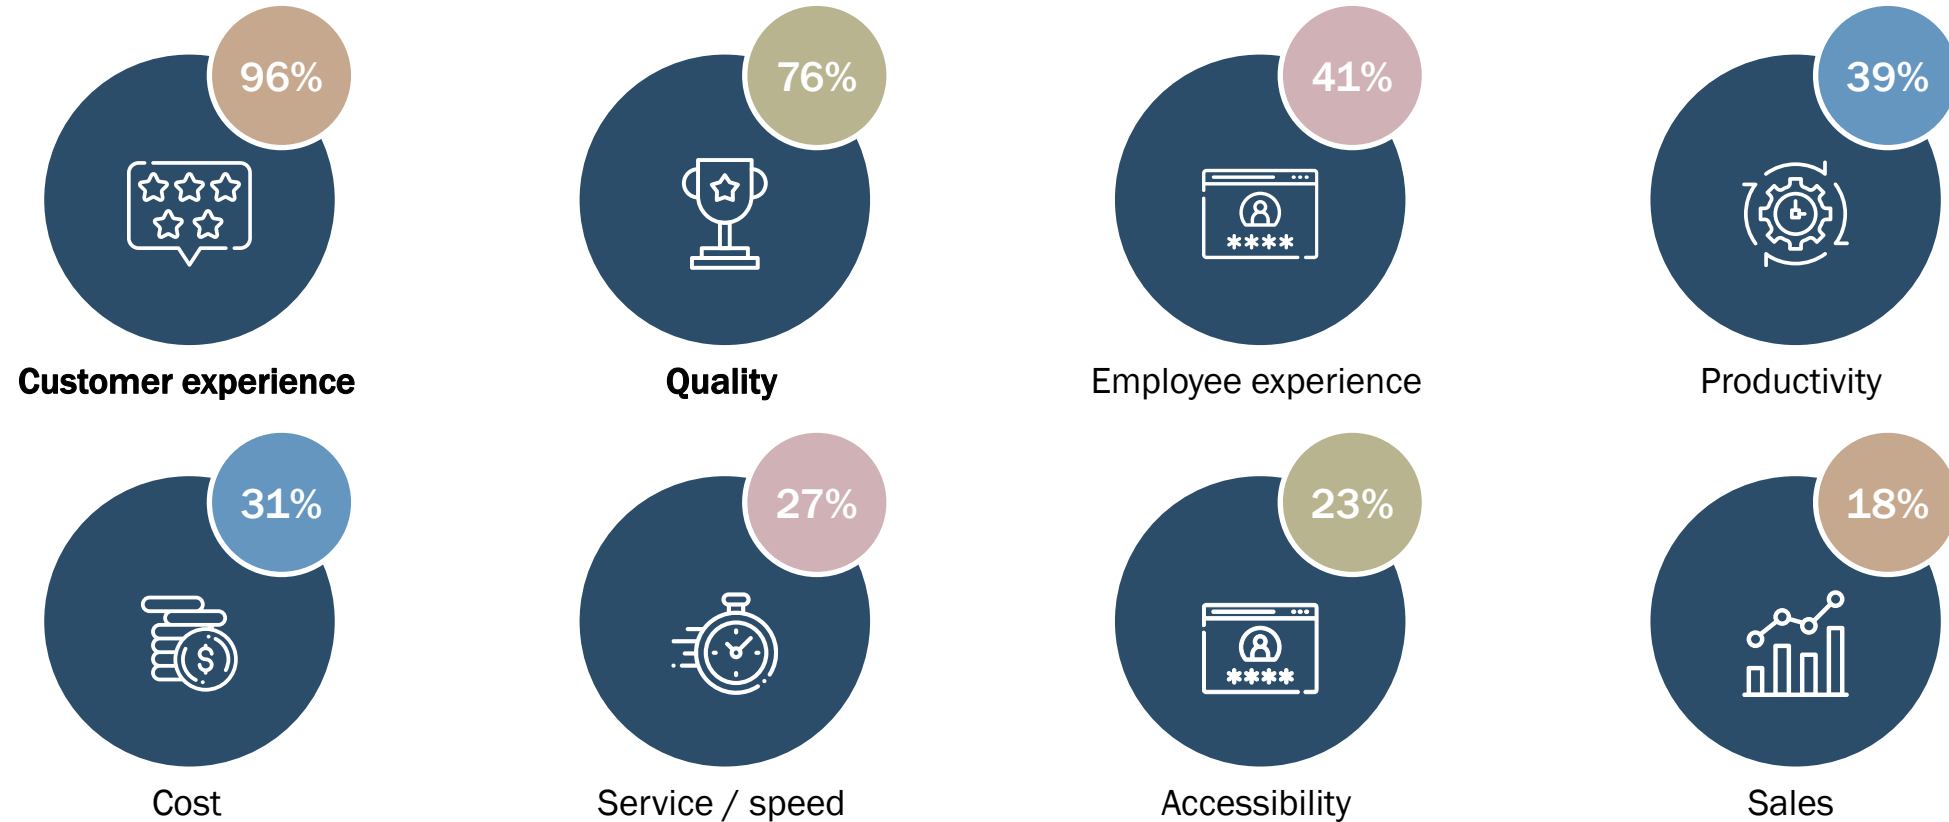 96%
76%
41%
39%
Customer experience
Quality
Employee experience
Productivity
31%
27%
23%
18%
$
Cost
Service / speed
Accessibility
Sales